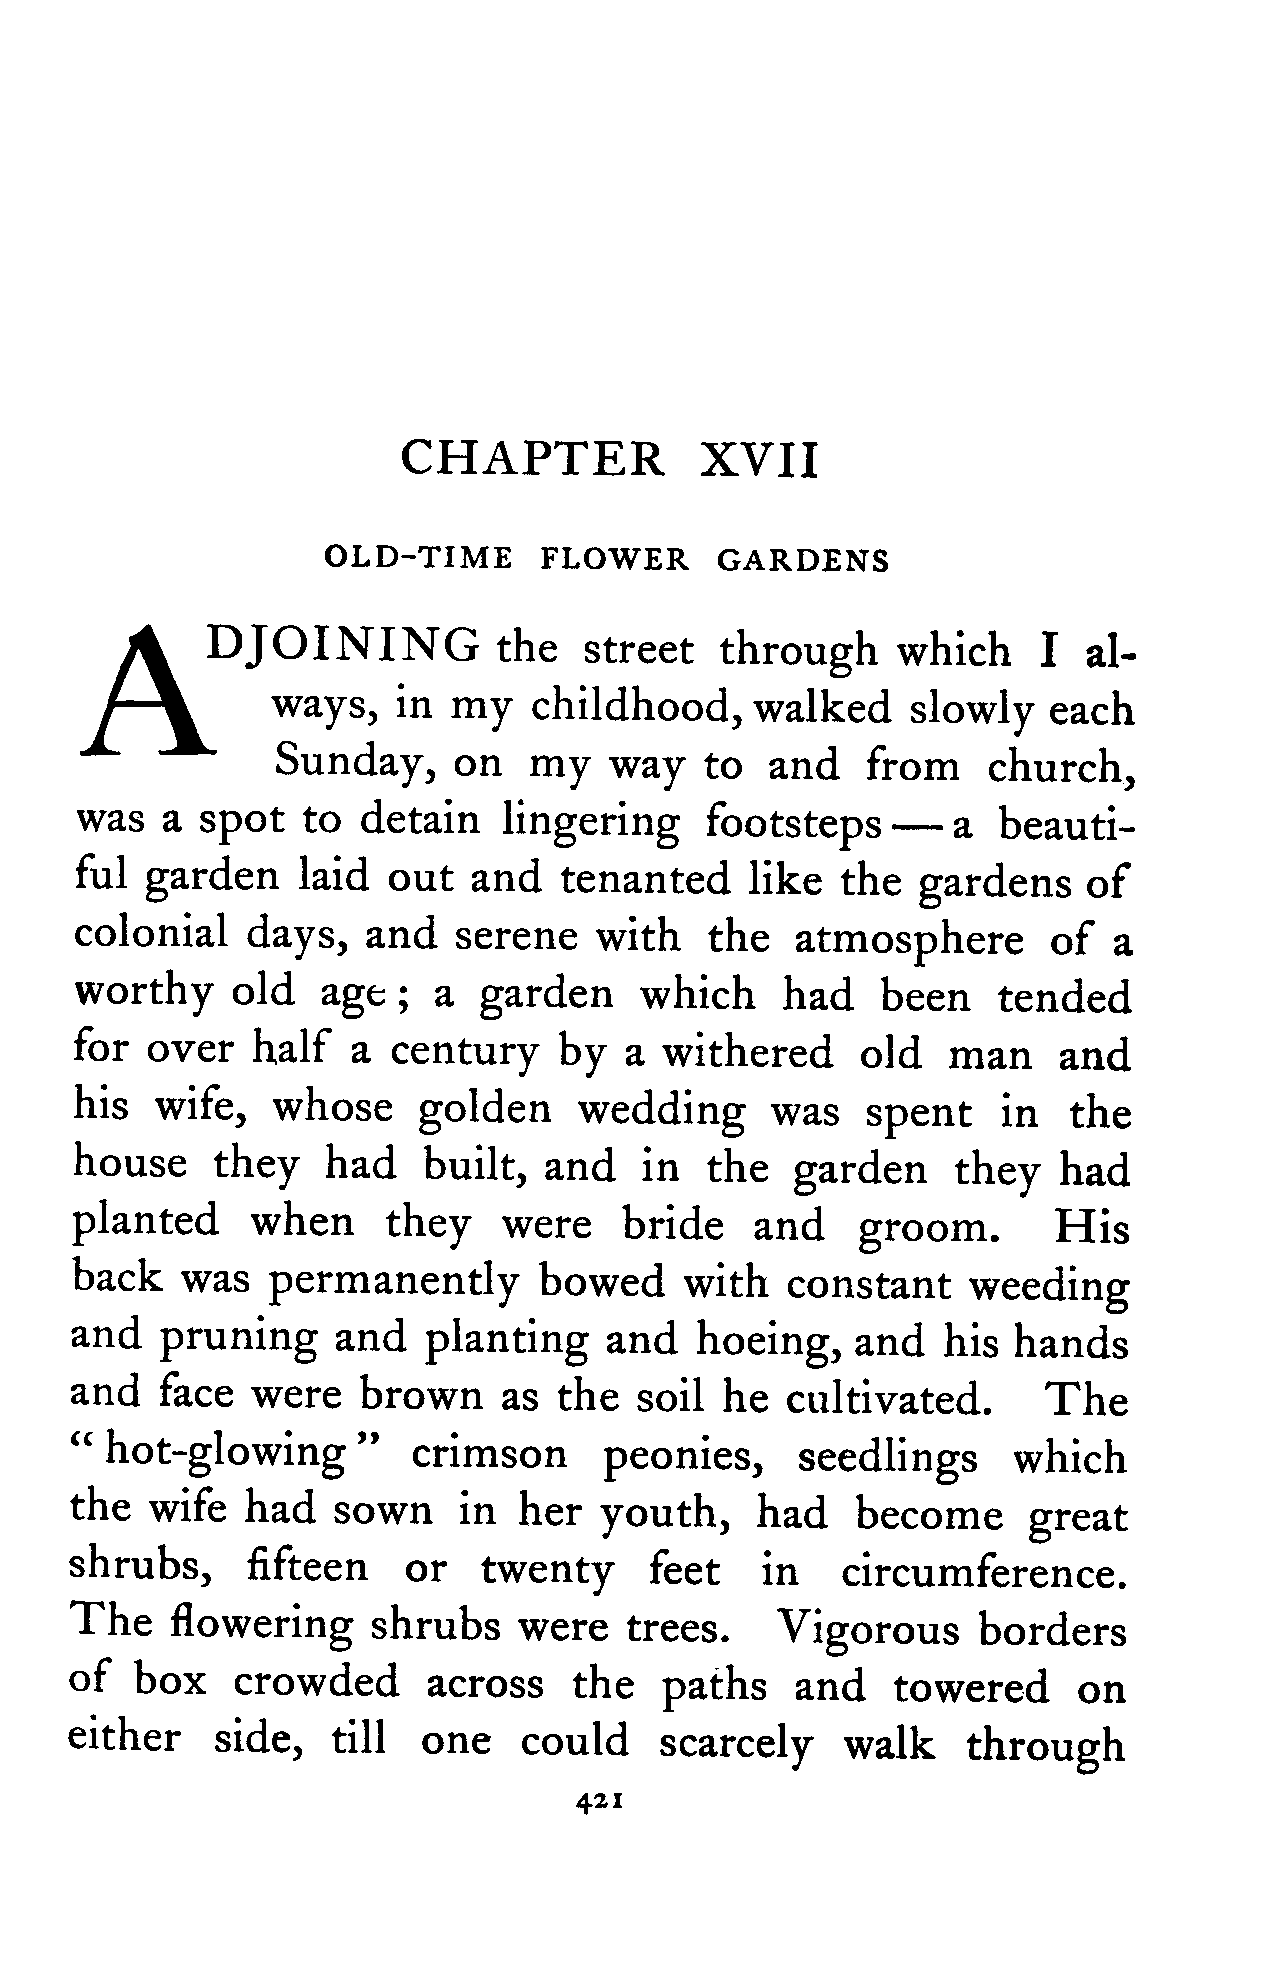 CHAPTER XVII
OLD-TIME FLOWER GARDENS
ADJOINING the street through which I al-
ways, in my childhood, walked slowly each
Sunday, on my way to and from church,
was a spot to detain lingering footsteps — a beauti-
ful garden laid out and tenanted like the gardens of
colonial days, and serene with the atmosphere of a
worthy old age; a garden which had been tended
for over half a century by a withered old man and
his wife, whose golden wedding was spent in the
house they had built, and in the garden they had
planted when they were bride and groom. His
back was permanently bowed with constant weeding
and pruning and planting and hoeing, and his hands
and face were brown as the soil he cultivated. The
“ hot-glowing ” crimson peonies, seedlings which
the wife had sown in her youth, had become great
shrubs, fifteen or twenty feet in circumference.
The flowering shrubs were trees. Vigorous borders
of box crowded across the paths and towered on
either side, till one could scarcely walk through
421